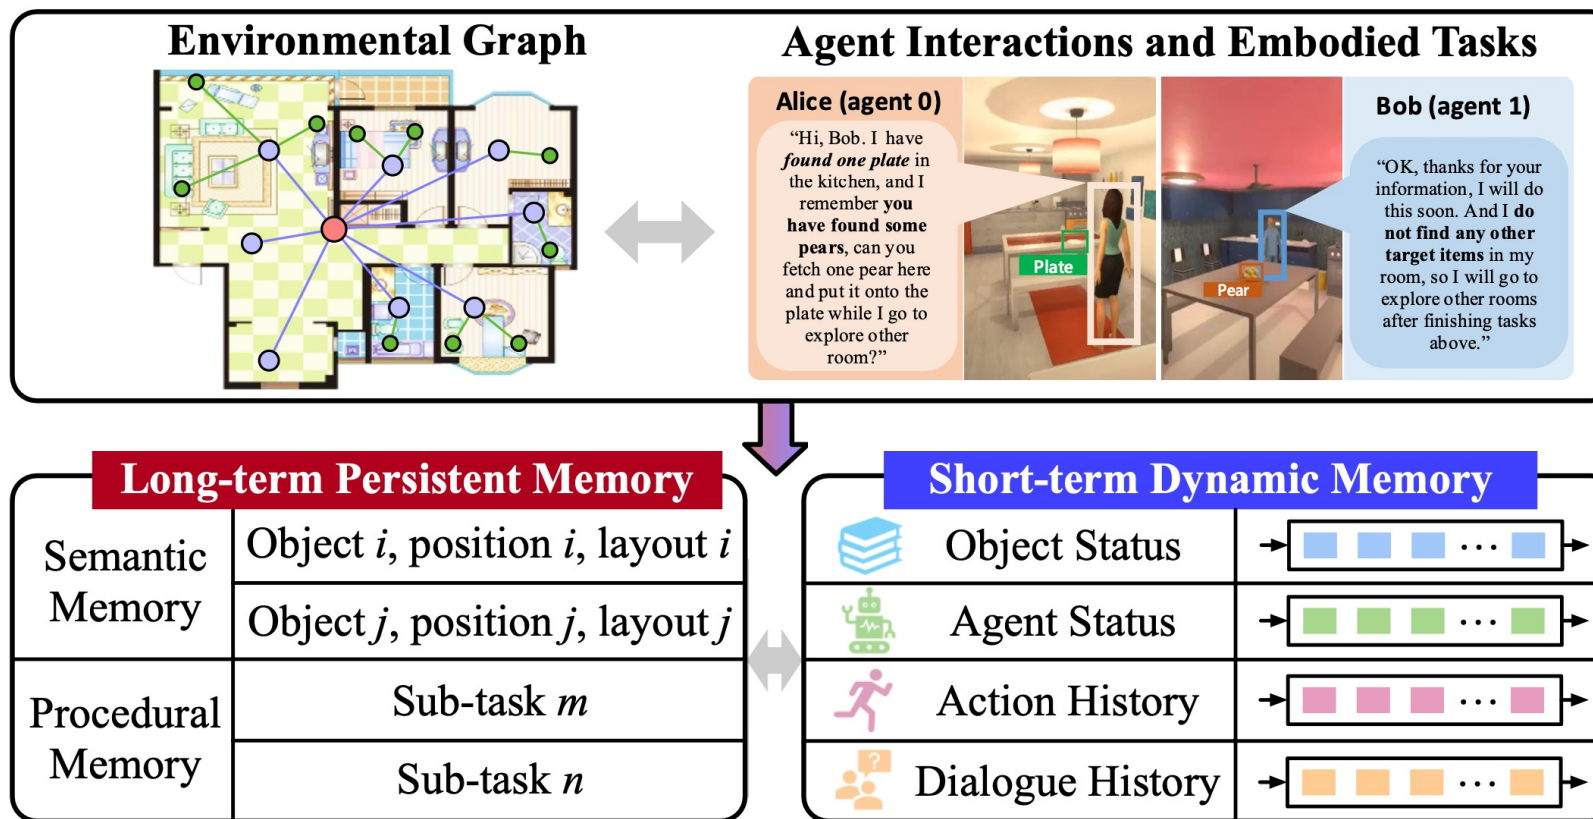 Environmental Graph
Agent Interactions and Embodied Tasks
Alice (agent 0)
“Hi, Bob. I have
found one plate in
the kitchen, and I
remember you
have found some
pears, can you
fetch one pear here
and put it onto the
plate while I go to
explore other
room?”
Plate
Pear
Bob (agent 1)
“OK, thanks for your
information, I will do
this soon. And I do
not find any other
target items in my
room, so I will go to
explore other rooms
after finishing tasks
above.”
Long-term Persistent Memory
Semantic
Memory
Object i, position i, layout i
Object j, position j, layout j
Procedural
Memory
Sub-task m
Sub-task n
Short-term Dynamic Memory
Object Status
Agent Status
Action History
?
Dialogue History